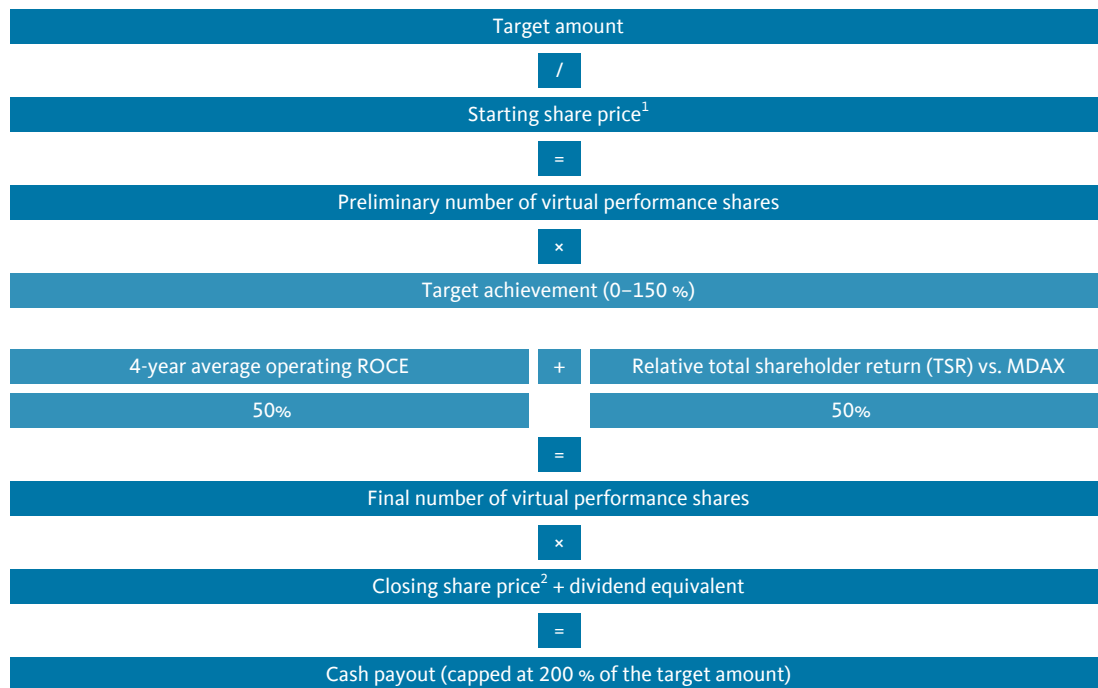 Target amount
/
Starting share price¹
=
Preliminary number of virtual performance shares
×
Target achievement (0–150 %)
4-year average operating ROCE + Relative total shareholder return (TSR) vs. MDAX
50% 50%
=
Final number of virtual performance shares
×
Closing share price² + dividend equivalent
=
Cash payout (capped at 200 % of the target amount)